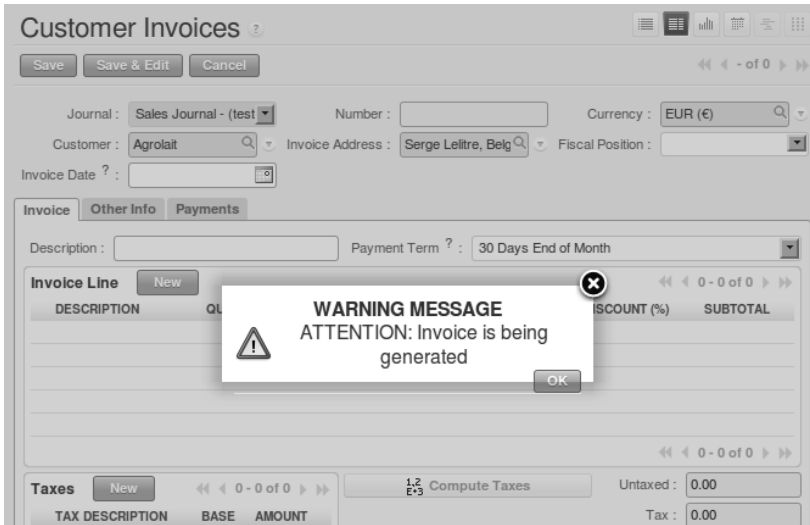 Customer Invoices ?
Save Save & Edit Cancel - of 0
Journal : Sales Journal - (test Number : Currency : EUR (€)
Customer : Agrolait Invoice Address : Serge Lelitre, Belg Fiscal Position :
Invoice Date ? :
Invoice Other Info Payments
Description : Payment Term ? : 30 Days End of Month
Invoice Line New 0 - 0 of 0
DESCRIPTION QU ISCOUNT (%) SUBTOTAL
WARNING MESSAGE
ATTENTION: Invoice is being
generated
OK
0 - 0 of 0
Taxes New 0 - 0 of 0 Compute Taxes Untaxed : 0.00
TAX DESCRIPTION BASE AMOUNT Tax : 0.00